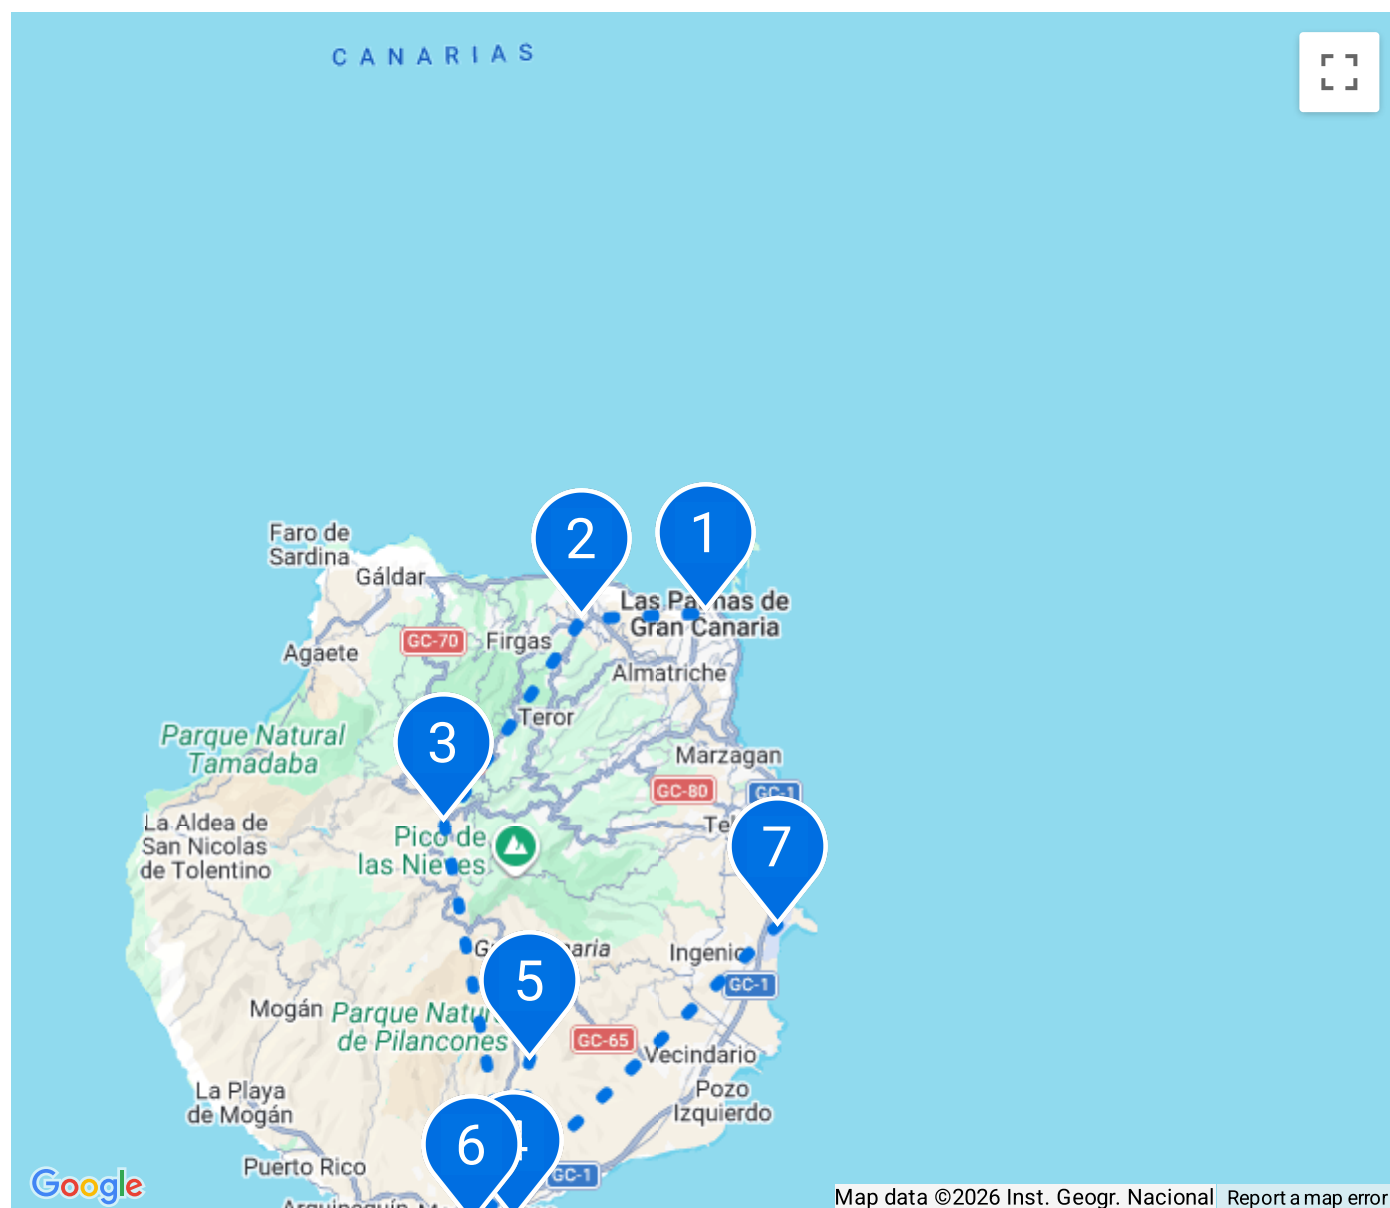 CANARIAS
2
1
Faro de
Sardina
Gáldar
Las Palmas de
Gran Canaria
GC-70
Firgas
Agaete
Almatriche
Teror
3
Parque Natural
Tamadaba
Marzagan
GC-80
GC-1
La Aldea de
San Nicolas
de Tolentino
Pico de
las Nieves
7
Ingenio
5
GC-1
Mogán
Parque Natu
de Pilancones
GC-65
Vecindario
La Playa
de Mogán
Pozo
Izquierdo
6
4
Puerto Rico
GC-1
Google
Map data ©2026 Inst. Geogr. Nacional
Report a map error